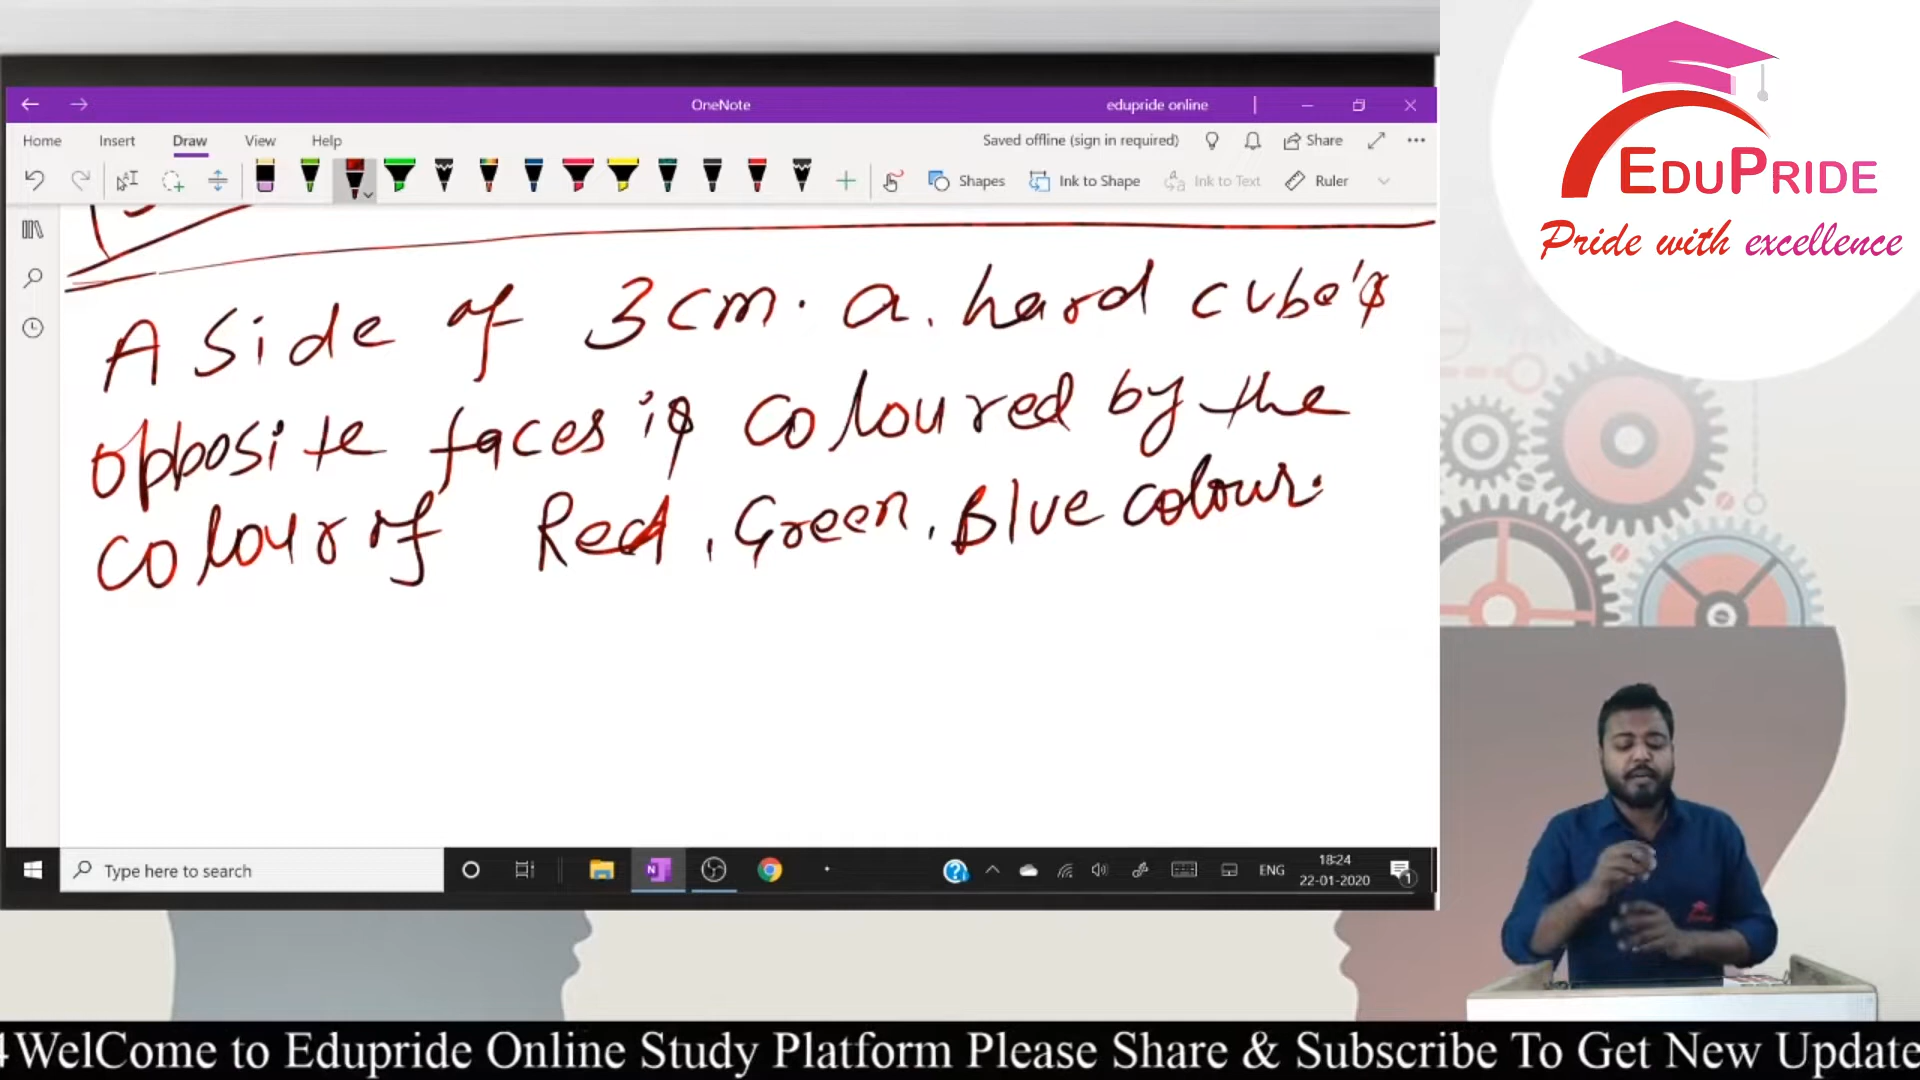 OneNote
edupride online
Home Insert Draw View Help
Saved offline (sign in required)
Share
Shapes
Ink to Shape
Ink to Text
Ruler
A side of 3cm. a. hard cube's
opposite faces is coloured by the
colour of Red, Green, Blue colour.
EDUPRIDE
Pride with excellence
Type here to search
ENG
18:24
22-01-2020
1
4 WelCome to Edupride Online Study Platform Please Share & Subscribe To Get New Update